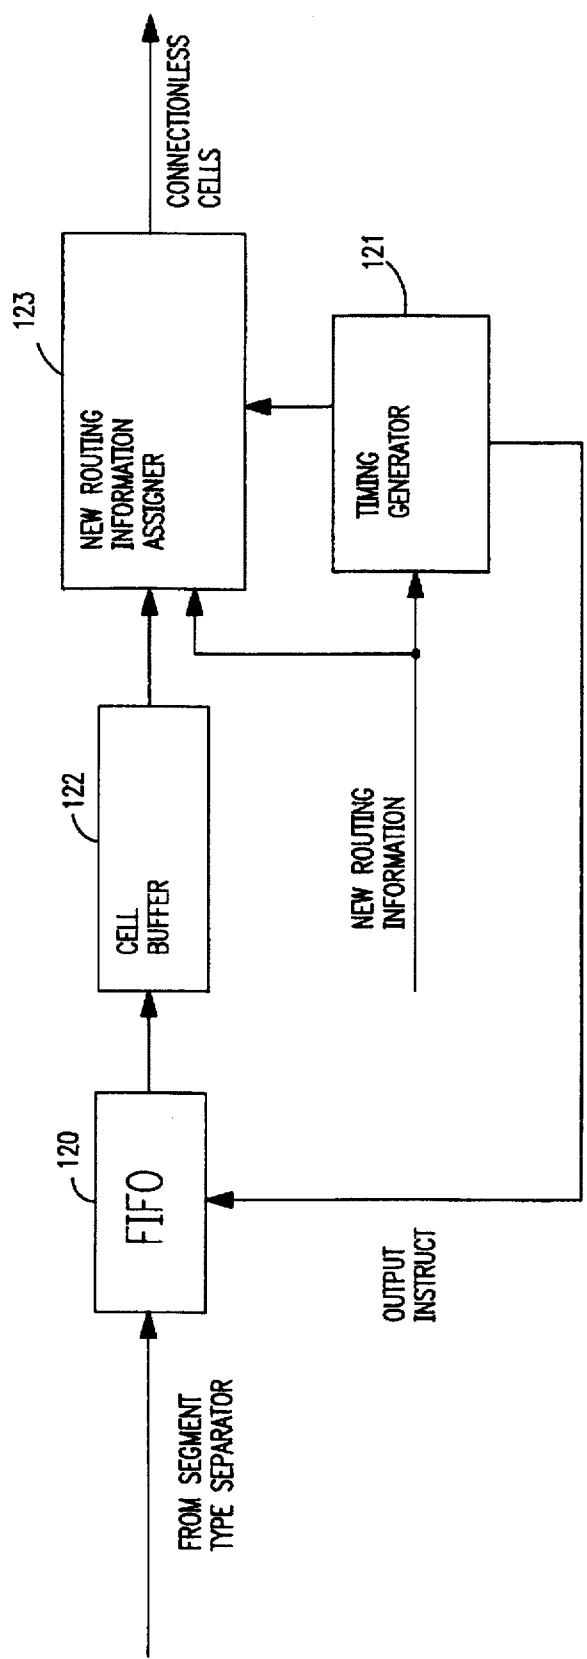 FROM SEGMENT
TYPE SEPARATOR
120
FIFO
OUTPUT
INSTRUCT
122
CELL
BUFFER
NEW ROUTING
INFORMATION
123
NEW ROUTING
INFORMATION
ASSIGNER
121
TIMING
GENERATOR
CONNECTIONLESS
CELLS